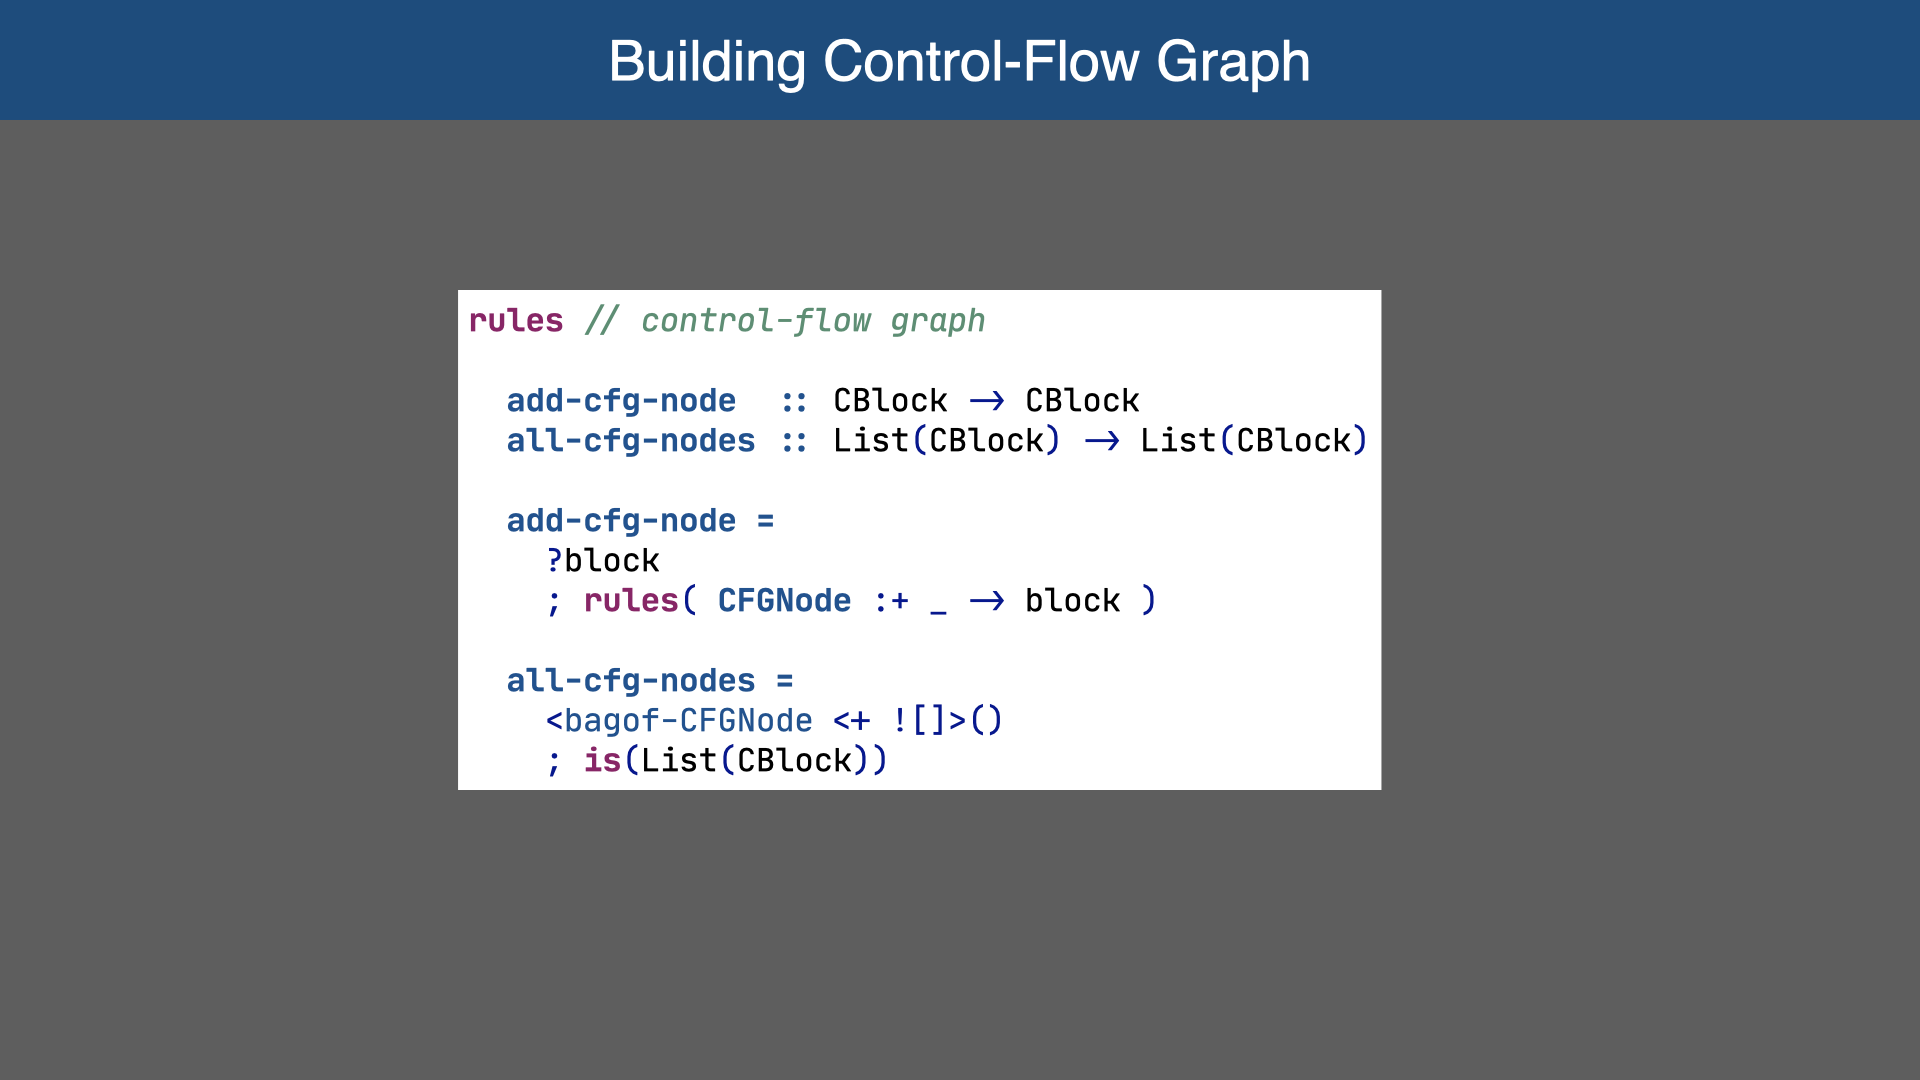 Building Control-Flow Graph
rules // control-flow graph
add-cfg-node :: CBlock → CBlock
all-cfg-nodes :: List(CBlock) → List(CBlock)
add-cfg-node =
?block
; rules( CFGNode :+ _ → block )
all-cfg-nodes =
<bagof-CFGNode <+ ![]>()
; is(List(CBlock))